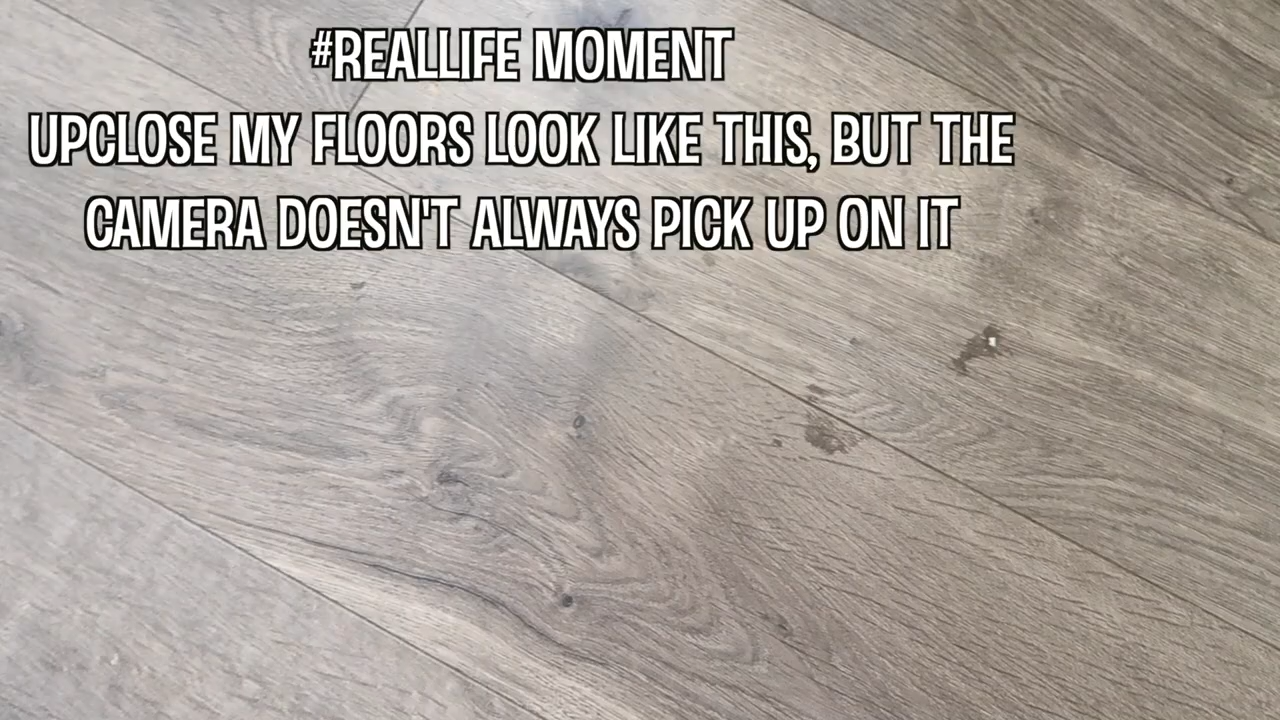 #REALLIFE MOMENT
UPCLOSE MY FLOORS LOOK LIKE THIS, BUT THE
CAMERA DOESN'T ALWAYS PICK UP ON IT